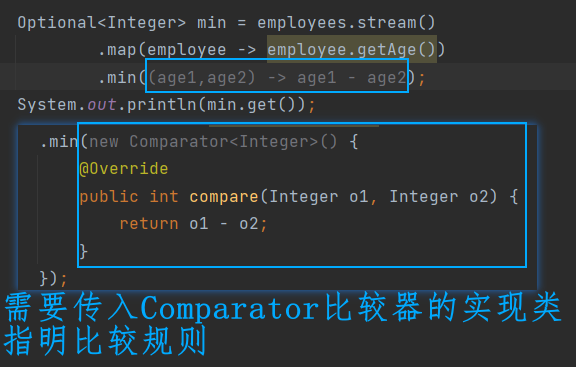 Optional<Integer> min = employees.stream()
.map(employee -> employee.getAge())
.min((age1,age2) -> age1 - age2);
System.out.println(min.get());
.min(new Comparator<Integer>() {
@Override
public int compare(Integer o1, Integer o2) {
return o1 - o2;
}
});
需要传入Comparator比较器的实现类
指明比较规则